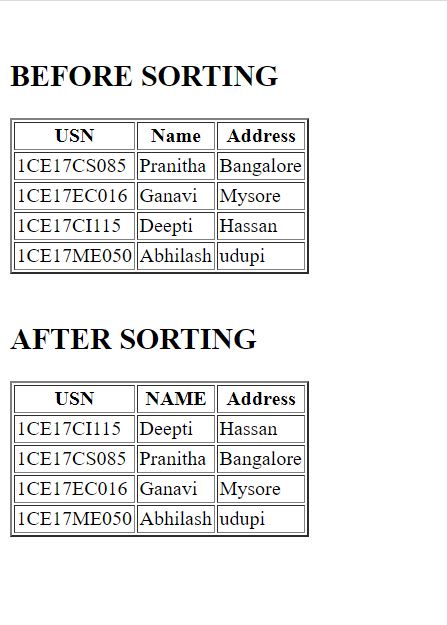 BEFORE SORTING
USN Name Address
1CE17CS085 Pranitha Bangalore
1CE17EC016 Ganavi Mysore
1CE17CI115 Deepti Hassan
1CE17ME050 Abhilash udupi
AFTER SORTING
USN NAME Address
1CE17CI115 Deepti Hassan
1CE17CS085 Pranitha Bangalore
1CE17EC016 Ganavi Mysore
1CE17ME050 Abhilash udupi